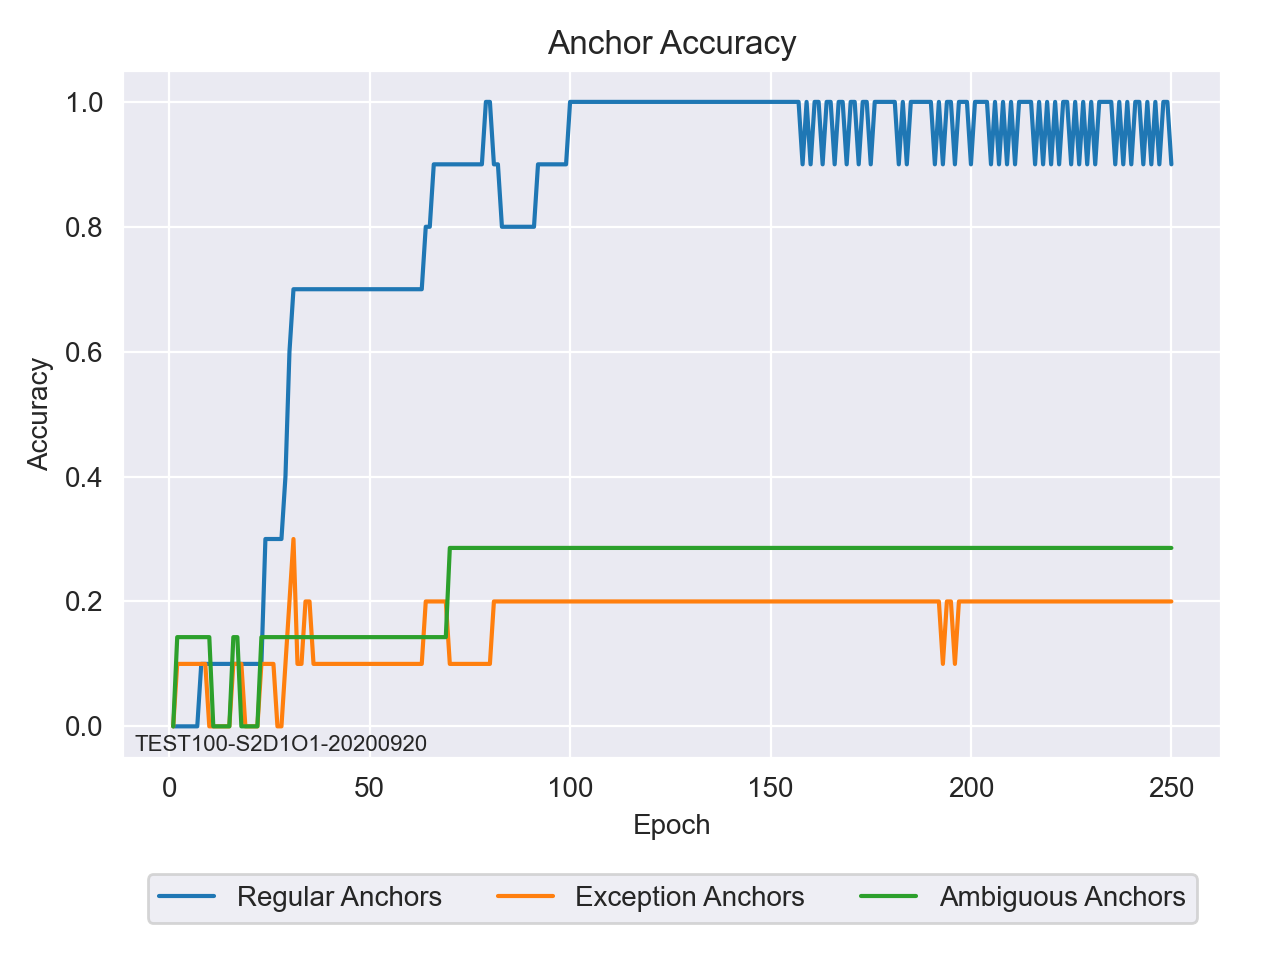 Anchor Accuracy
1.0
0.8
0.6
0.4
0.2
0.0
Accuracy
TEST100-S2D1O1-20200920
0 50 100 150 200 250
Epoch
Regular Anchors Exception Anchors Ambiguous Anchors